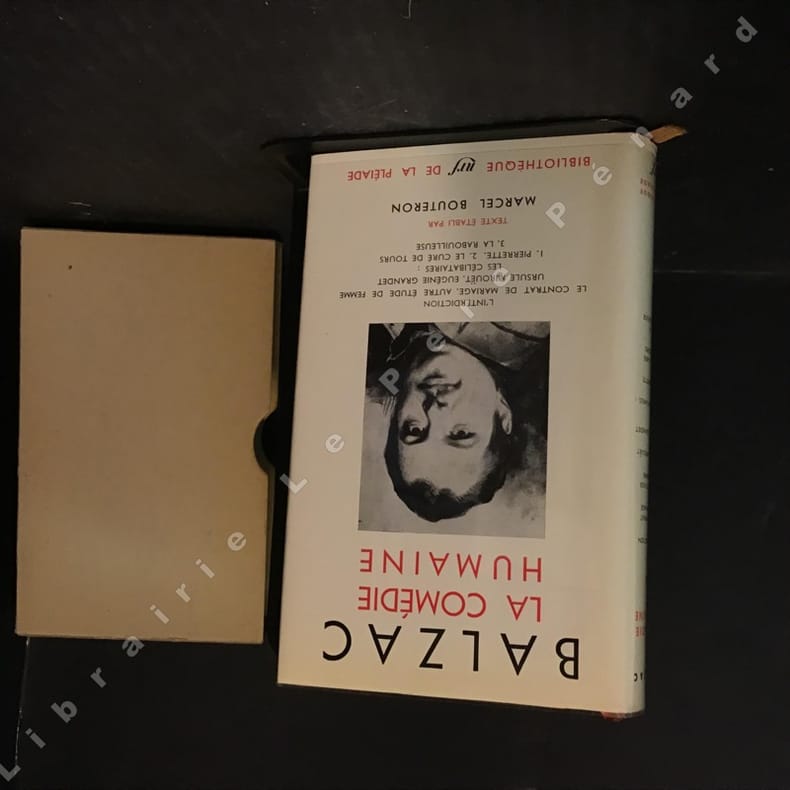 BALZAC
LA COMÉDIE
HUMAINE
L'INTERDICTION
LE CONTRAT DE MARIAGE, AUTRE ÉTUDE DE FEMME
URSULE MIROUËT, EUGÉNIE GRANDET
LES CÉLIBATAIRES :
1. PIERRETTE. 2. LE CURÉ DE TOURS
3. LA RABOUILLEUSE
TEXTE ÉTABLI PAR
MARCEL BOUTERON
BIBLIOTHÈQUE nrf DE LA PLÉIADE
Librairie Le Pere Penard